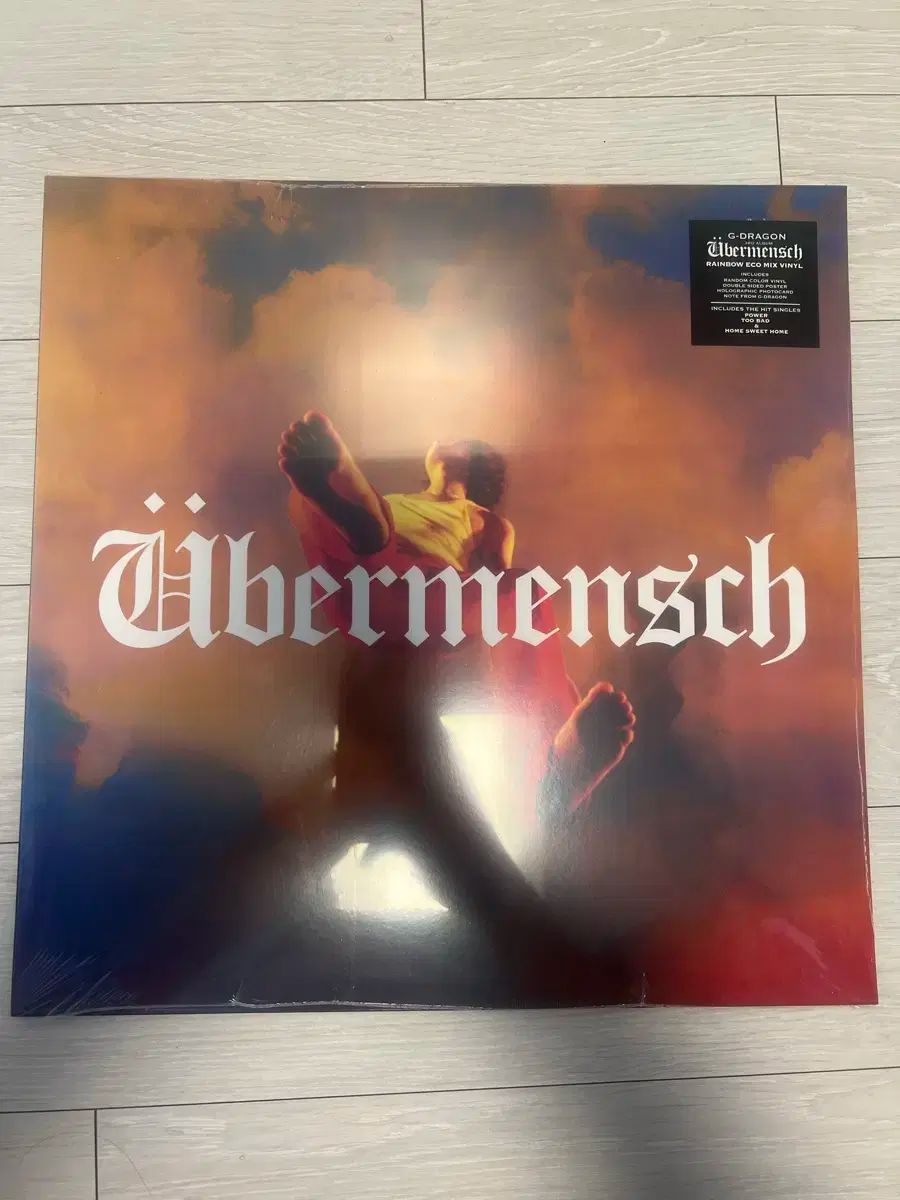 G-DRAGON
3RD ALBUM
Übermensch
RAINBOW ECO MIX VINYL
INCLUDES
RANDOM COLOR VINYL
DOUBLE SIDED POSTER
HOLOGRAPHIC PHOTOCARD
NOTE FROM G-DRAGON
INCLUDES THE HIT SINGLES
POWER
TOO BAD
&
HOME SWEET HOME
Übermensch